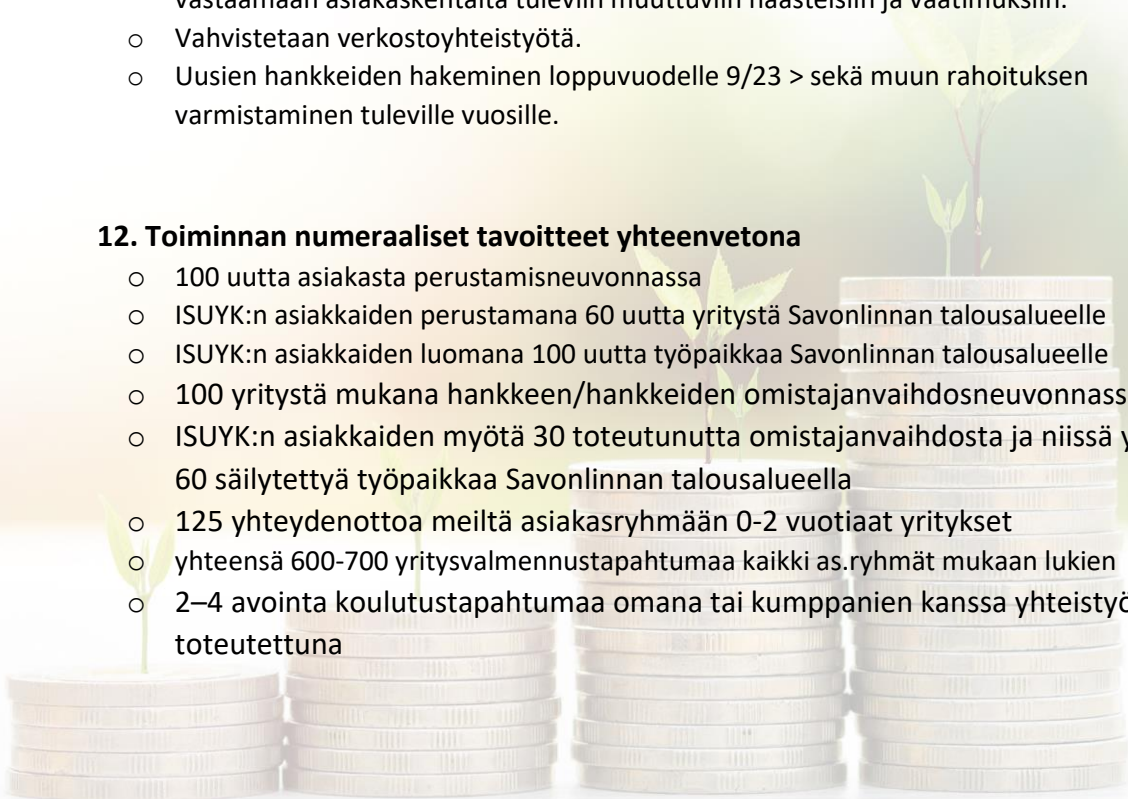 vastaamaan asiakaskentältä tuleviin muuttuviin haasteisiin ja vaatimuksiin.
o Vahvistetaan verkostoyhteistyötä.
o Uusien hankkeiden hakeminen loppuvuodelle 9/23 > sekä muun rahoituksen
varmistaminen tuleville vuosille.
12. Toiminnan numeraaliset tavoitteet yhteenvetona
o 100 uutta asiakasta perustamisneuvonnassa
o ISUYK:n asiakkaiden perustamana 60 uutta yritystä Savonlinnan talousalueelle
o ISUYK:n asiakkaiden luomana 100 uutta työpaikkaa Savonlinnan talousalueelle
o 100 yritystä mukana hankkeen/hankkeiden omistajanvaihdosneuvonnass
o ISUYK:n asiakkaiden myötä 30 toteutunutta omistajanvaihdosta ja niissä y
60 säilytettyä työpaikkaa Savonlinnan talousalueella
o 125 yhteydenottoa meiltä asiakasryhmään 0-2 vuotiaat yritykset
o yhteensä 600-700 yritysvalmennustapahtumaa kaikki as.ryhmät mukaan lukien
o 2–4 avointa koulutustapahtumaa omana tai kumppanien kanssa yhteistyö
toteutettuna